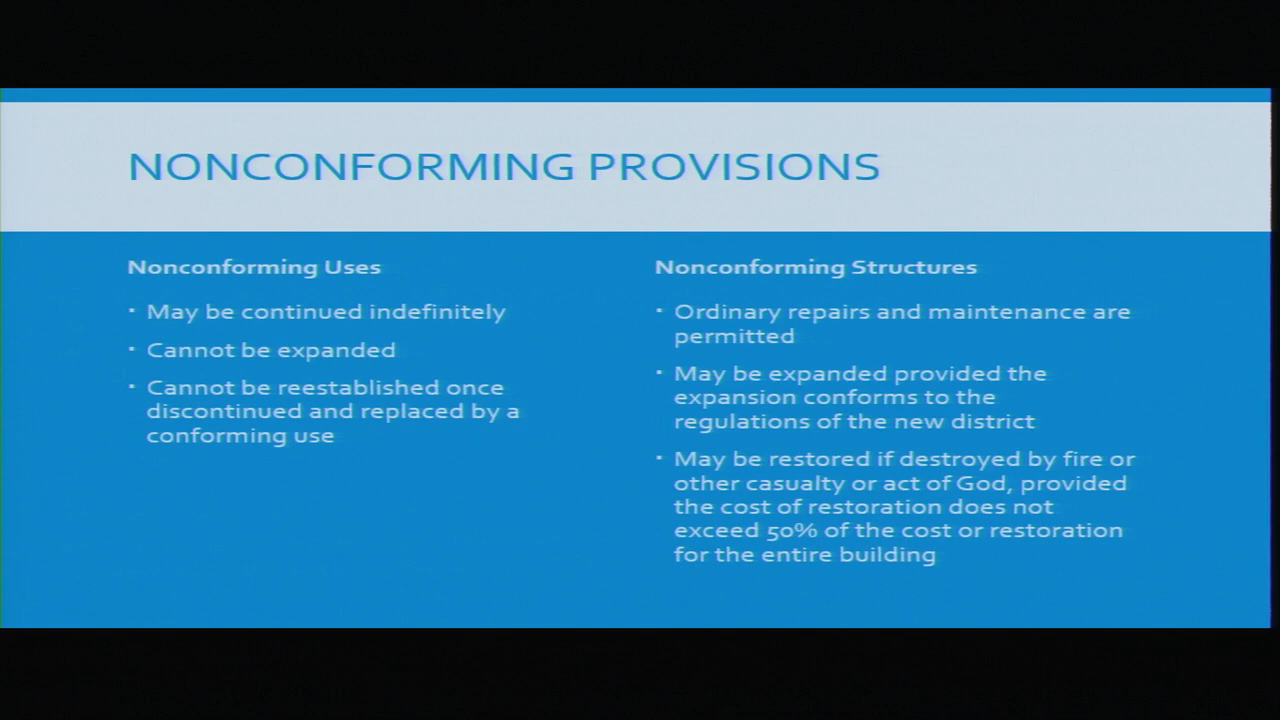 NONCONFORMING PROVISIONS
Nonconforming Uses
· May be continued indefinitely
· Cannot be expanded
· Cannot be reestablished once
discontinued and replaced by a
conforming use
Nonconforming Structures
· Ordinary repairs and maintenance are
permitted
· May be expanded provided the
expansion conforms to the
regulations of the new district
· May be restored if destroyed by fire or
other casualty or act of God, provided
the cost of restoration does not
exceed 50% of the cost or restoration
for the entire building